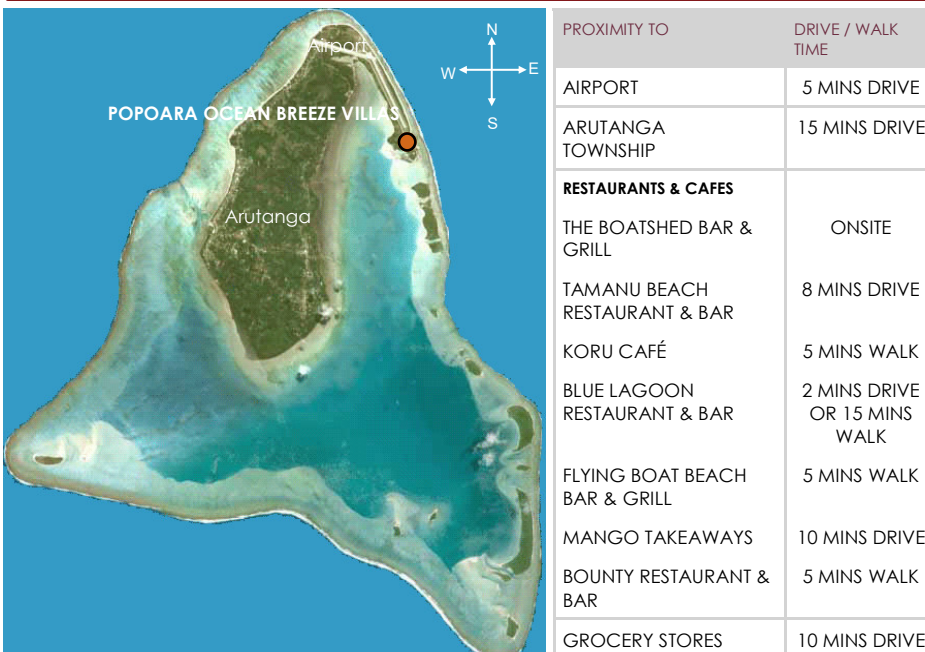 Airport
N
W
E
S
POPOARA OCEAN BREEZE VILLAS
Arutanga
PROXIMITY TO
DRIVE / WALK
TIME
AIRPORT
5 MINS DRIVE
ARUTANGA
TOWNSHIP
15 MINS DRIVE
RESTAURANTS & CAFES
THE BOATSHED BAR &
GRILL
ONSITE
TAMANU BEACH
RESTAURANT & BAR
8 MINS DRIVE
KORU CAFÉ
5 MINS WALK
BLUE LAGOON
RESTAURANT & BAR
2 MINS DRIVE
OR 15 MINS
WALK
FLYING BOAT BEACH
BAR & GRILL
5 MINS WALK
MANGO TAKEAWAYS
10 MINS DRIVE
BOUNTY RESTAURANT &
BAR
5 MINS WALK
GROCERY STORES
10 MINS DRIVE